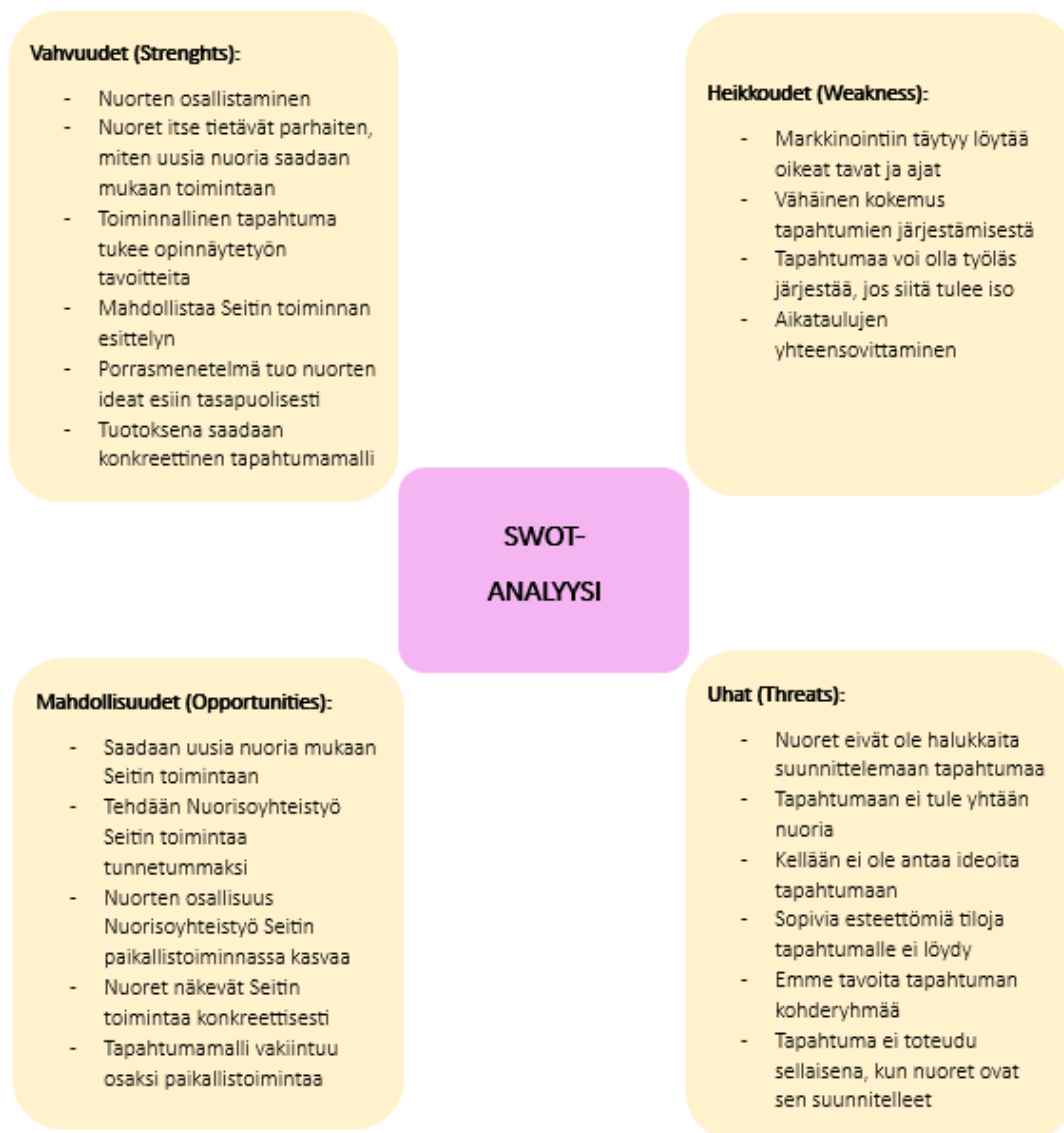 Vahvuudet (Strenghts):
- Nuorten osallistaminen
- Nuoret itse tietävät parhaiten,
miten uusia nuoria saadaan
mukaan toimintaan
- Toiminnallinen tapahtuma
tukee opinnäytetyön
tavoitteita
- Mahdollistaa Seitin toiminnan
esittelyn
- Porrasmenetelmä tuo nuorten
ideat esiin tasapuolisesti
- Tuotoksena saadaan
konkreettinen tapahtumamalli
Heikkoudet (Weakness):
- Markkinointiin täytyy löytää
oikeat tavat ja ajat
- Vähäinen kokemus
tapahtumien järjestämisestä
- Tapahtumaa voi olla työläs
järjestää, jos siitä tulee iso
- Aikataulujen
yhteensovittaminen
SWOT-
ANALYYSI
Mahdollisuudet (Opportunities):
- Saadaan uusia nuoria mukaan
Seitin toimintaan
- Tehdään Nuorisoyhteistyö
Seitin toimintaa
tunnetummaksi
- Nuorten osallisuus
Nuorisoyhteistyö Seitin
paikallistoiminnassa kasvaa
- Nuoret näkevät Seitin
toimintaa konkreettisesti
- Tapahtumamalli vakiintuu
osaksi paikallistoimintaa
Uhat (Threats):
- Nuoret eivät ole halukkaita
suunnittelemaan tapahtumaa
- Tapahtumaan ei tule yhtään
nuoria
- Kellään ei ole antaa ideoita
tapahtumaan
- Sopivia esteettömiä tiloja
tapahtumalle ei löydy
- Emme tavoita tapahtuman
kohderyhmää
- Tapahtuma ei toteudu
sellaisena, kun nuoret ovat
sen suunnitelleet